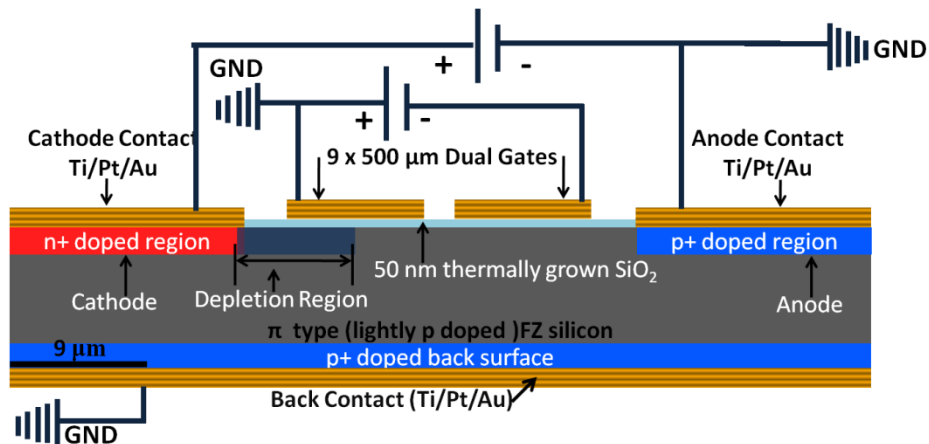 GND
+ -
GND
+ -
Cathode Contact
Ti/Pt/Au
9 x 500 µm Dual Gates
Anode Contact
Ti/Pt/Au
n+ doped region
p+ doped region
50 nm thermally grown SiO₂
Cathode
Depletion Region
Anode
π type (lightly p doped )FZ silicon
9 µm
p+ doped back surface
Back Contact (Ti/Pt/Au)
GND